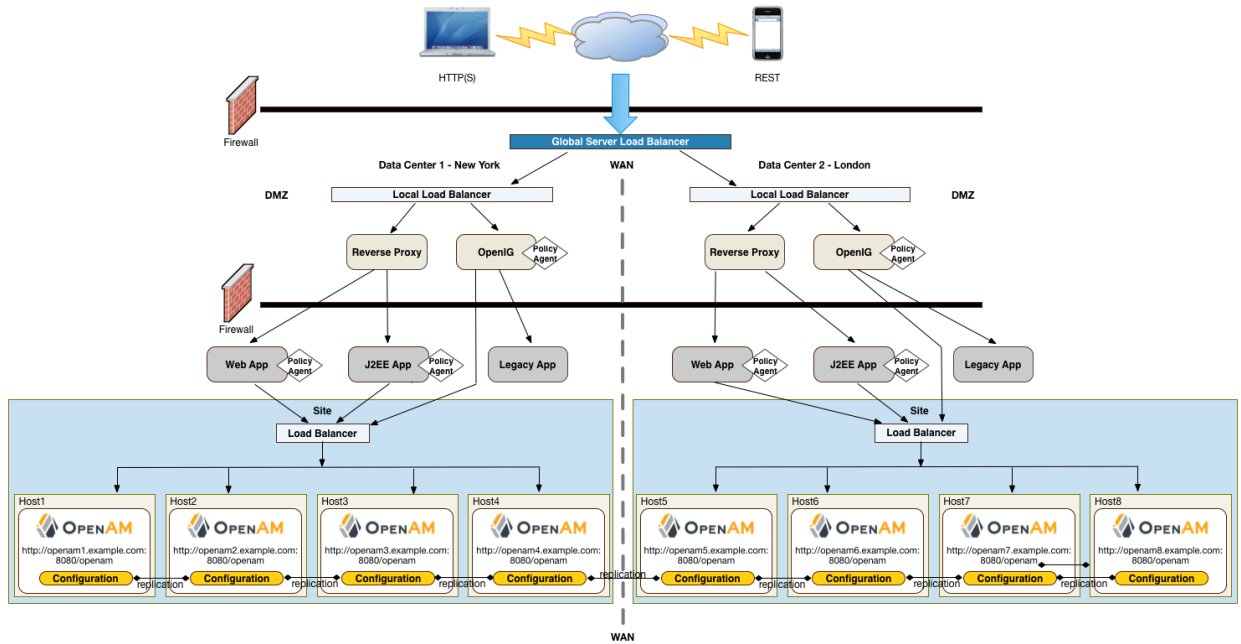 HTTP(S)
REST
Firewall
Global Server Load Balancer
Data Center 1 - New York
WAN
Data Center 2 - London
DMZ
Local Load Balancer
Local Load Balancer
DMZ
Reverse Proxy
OpenIG
Policy
Agent
Reverse Proxy
OpenIG
Policy
Agent
Firewall
Web App
Policy
Agent
J2EE App
Policy
Agent
Legacy App
Web App
Policy
Agent
J2EE App
Policy
Agent
Legacy App
Site
Load Balancer
Site
Load Balancer
Host1
OPENAM
http://openam1.example.com:
8080/openam
Configuration
replication
Host2
OPENAM
http://openam2.example.com:
8080/openam
Configuration
replication
Host3
OPENAM
http://openam3.example.com:
8080/openam
Configuration
replication
Host4
OPENAM
http://openam4.example.com:
8080/openam
Configuration
replication
Host5
OPENAM
http://openam5.example.com:
8080/openam
Configuration
replication
Host6
OPENAM
http://openam6.example.com:
8080/openam
Configuration
replication
Host7
OPENAM
http://openam7.example.com:
8080/openam
Configuration
replication
Host8
OPENAM
http://openam8.example.com:
8080/openam
Configuration
WAN